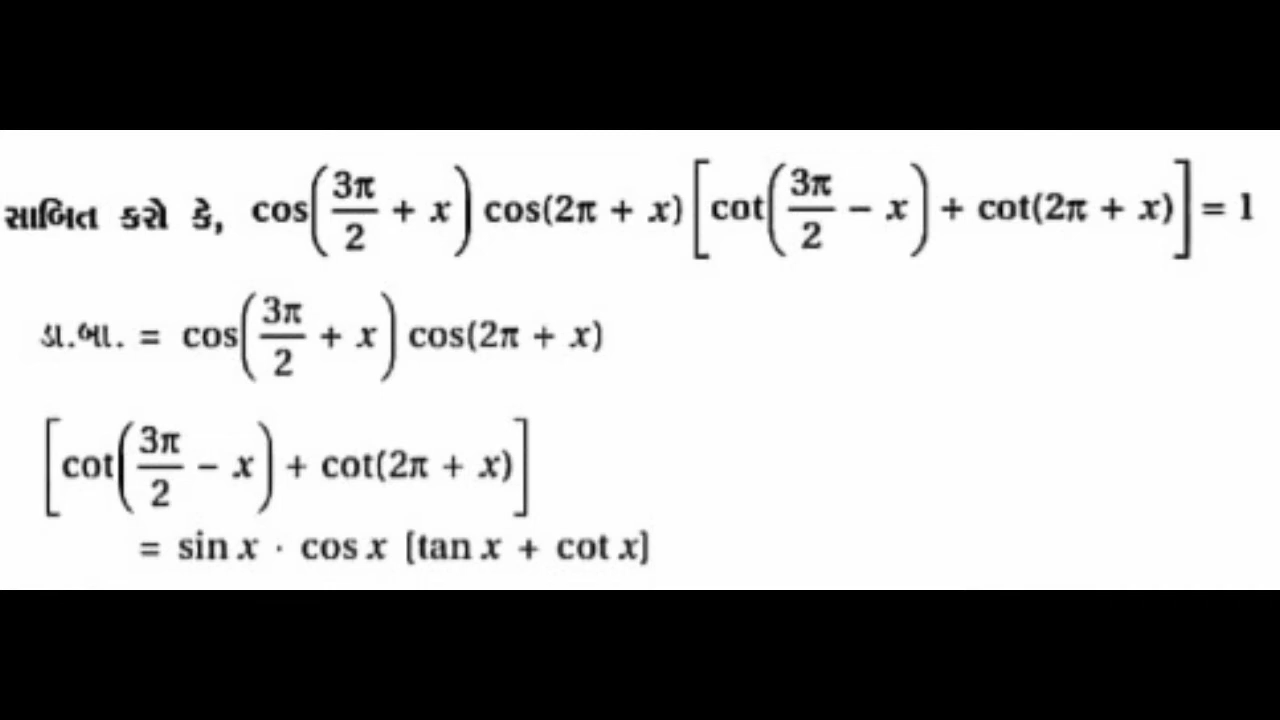 સાબિત કરો કે, cos(3π/2 + x) cos(2π + x) [cot(3π/2 − x) + cot(2π + x)] = 1
ડા.બા. = cos(3π/2 + x) cos(2π + x)
[cot(3π/2 − x) + cot(2π + x)]
= sin x · cos x [tan x + cot x]